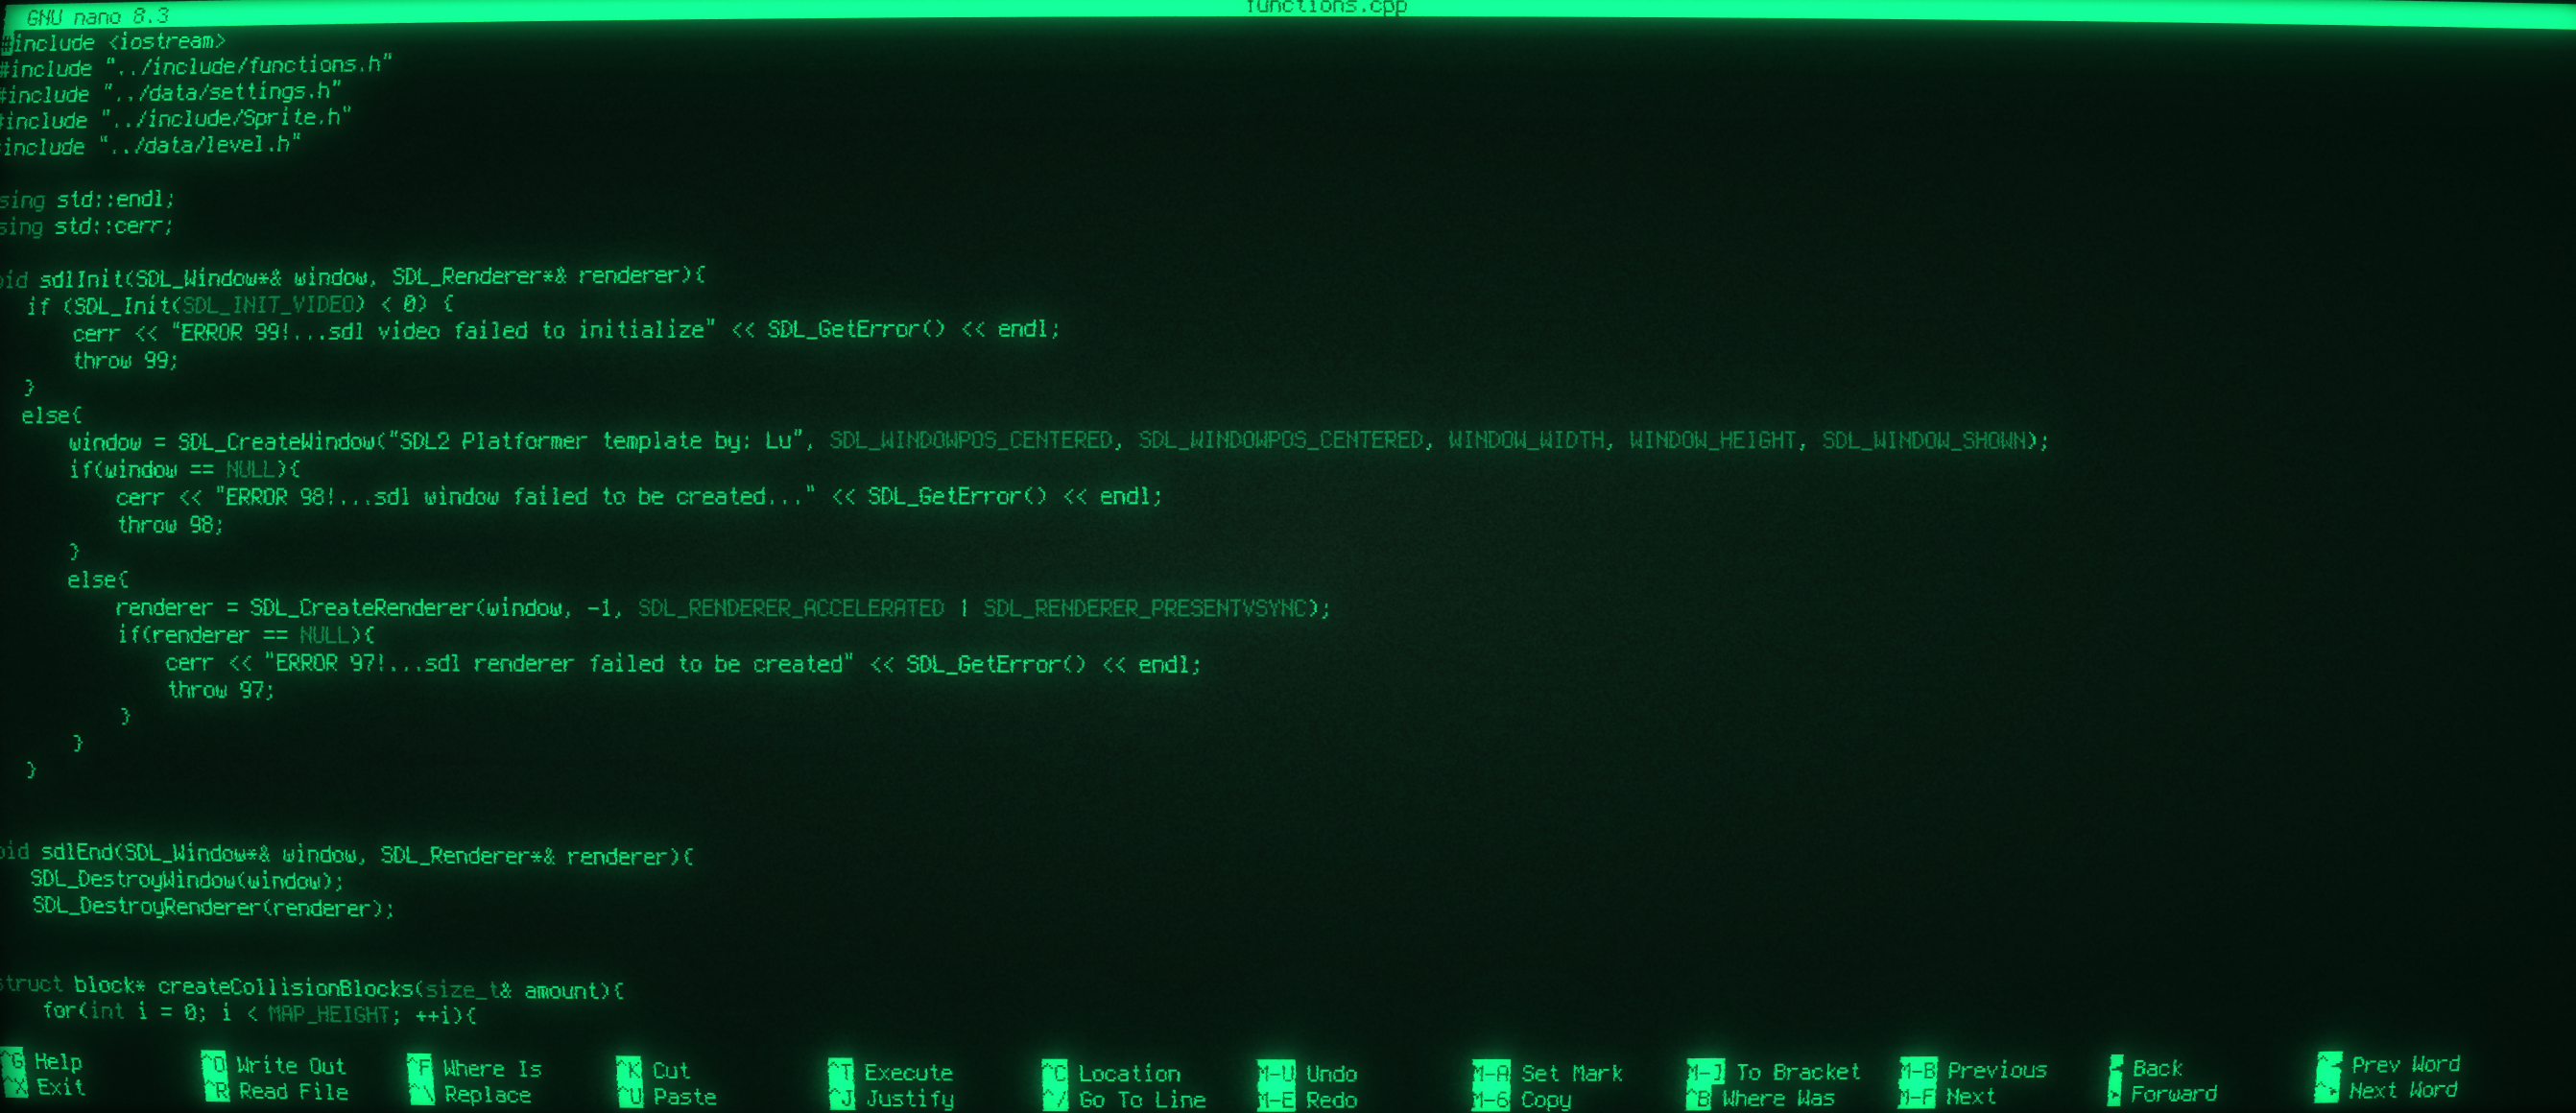 GNU nano 8.3 functions.cpp
#include <iostream>
#include "../include/functions.h"
#include "../data/settings.h"
#include "../include/Sprite.h"
include "../data/level.h"
sing std::endl;
sing std::cerr;
oid sdlInit(SDL_Window*& window, SDL_Renderer*& renderer){
if (SDL_Init(SDL_INIT_VIDEO) < 0) {
cerr << "ERROR 99!...sdl video failed to initialize" << SDL_GetError() << endl;
throw 99;
}
else{
window = SDL_CreateWindow("SDL2 Platformer template by: Lu", SDL_WINDOWPOS_CENTERED, SDL_WINDOWPOS_CENTERED, WINDOW_WIDTH, WINDOW_HEIGHT, SDL_WINDOW_SHOWN);
if(window == NULL){
cerr << "ERROR 98!...sdl window failed to be created..." << SDL_GetError() << endl;
throw 98;
}
else{
renderer = SDL_CreateRenderer(window, -1, SDL_RENDERER_ACCELERATED | SDL_RENDERER_PRESENTVSYNC);
if(renderer == NULL){
cerr << "ERROR 97!...sdl renderer failed to be created" << SDL_GetError() << endl;
throw 97;
}
}
}
oid sdlEnd(SDL_Window*& window, SDL_Renderer*& renderer){
SDL_DestroyWindow(window);
SDL_DestroyRenderer(renderer);
truct block* createCollisionBlocks(size_t& amount){
for(int i = 0; i < MAP_HEIGHT; ++i){
^G Help ^O Write Out ^F Where Is ^K Cut ^T Execute ^C Location M-U Undo M-A Set Mark M-] To Bracket M-B Previous ◂ Back ^◂ Prev Word
^X Exit ^R Read File ^\ Replace ^U Paste ^J Justify ^/ Go To Line M-E Redo M-6 Copy ^B Where Was M-F Next ▸ Forward ^▸ Next Word